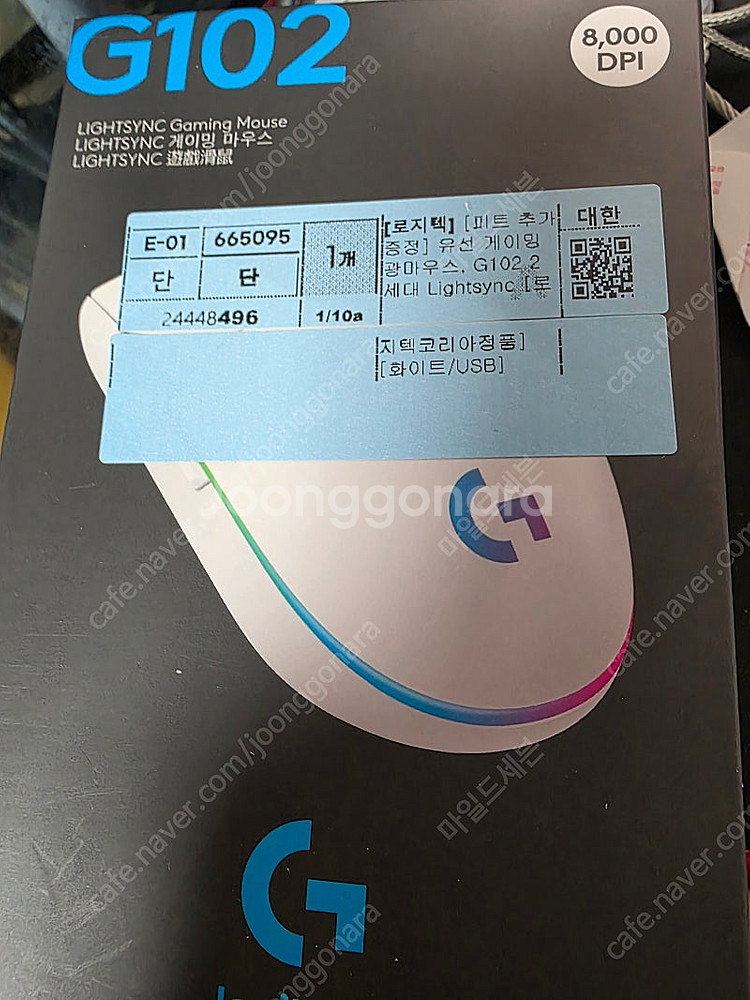 G102
8,000
DPI
LIGHTSYNC Gaming Mouse
LIGHTSYNC 게이밍 마우스
LIGHTSYNC 遊戲滑鼠
E-01 665095
단 단
1개
24448496 1/10a
[로지텍] [피트 추가
증정] 유선 게이밍
광마우스, G102 2
세대 Lightsync [로
지텍코리아정품]
[화이트/USB]
대한
joonggonara
cafe.naver.com/joonggonara
마일드세븐